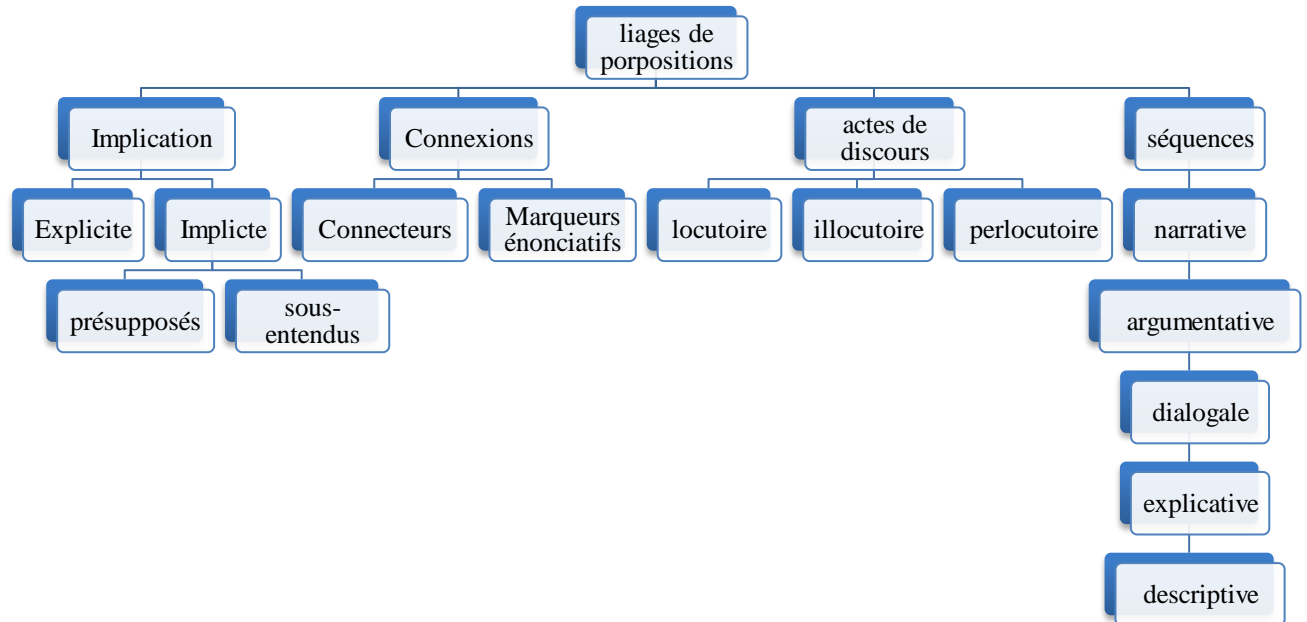 liages de
porpositions
Implication
Connexions
actes de
discours
séquences
Explicite
Implicte
Connecteurs
Marqueurs
énonciatifs
locutoire
illocutoire
perlocutoire
narrative
présupposés
sous-
entendus
argumentative
dialogale
explicative
descriptive